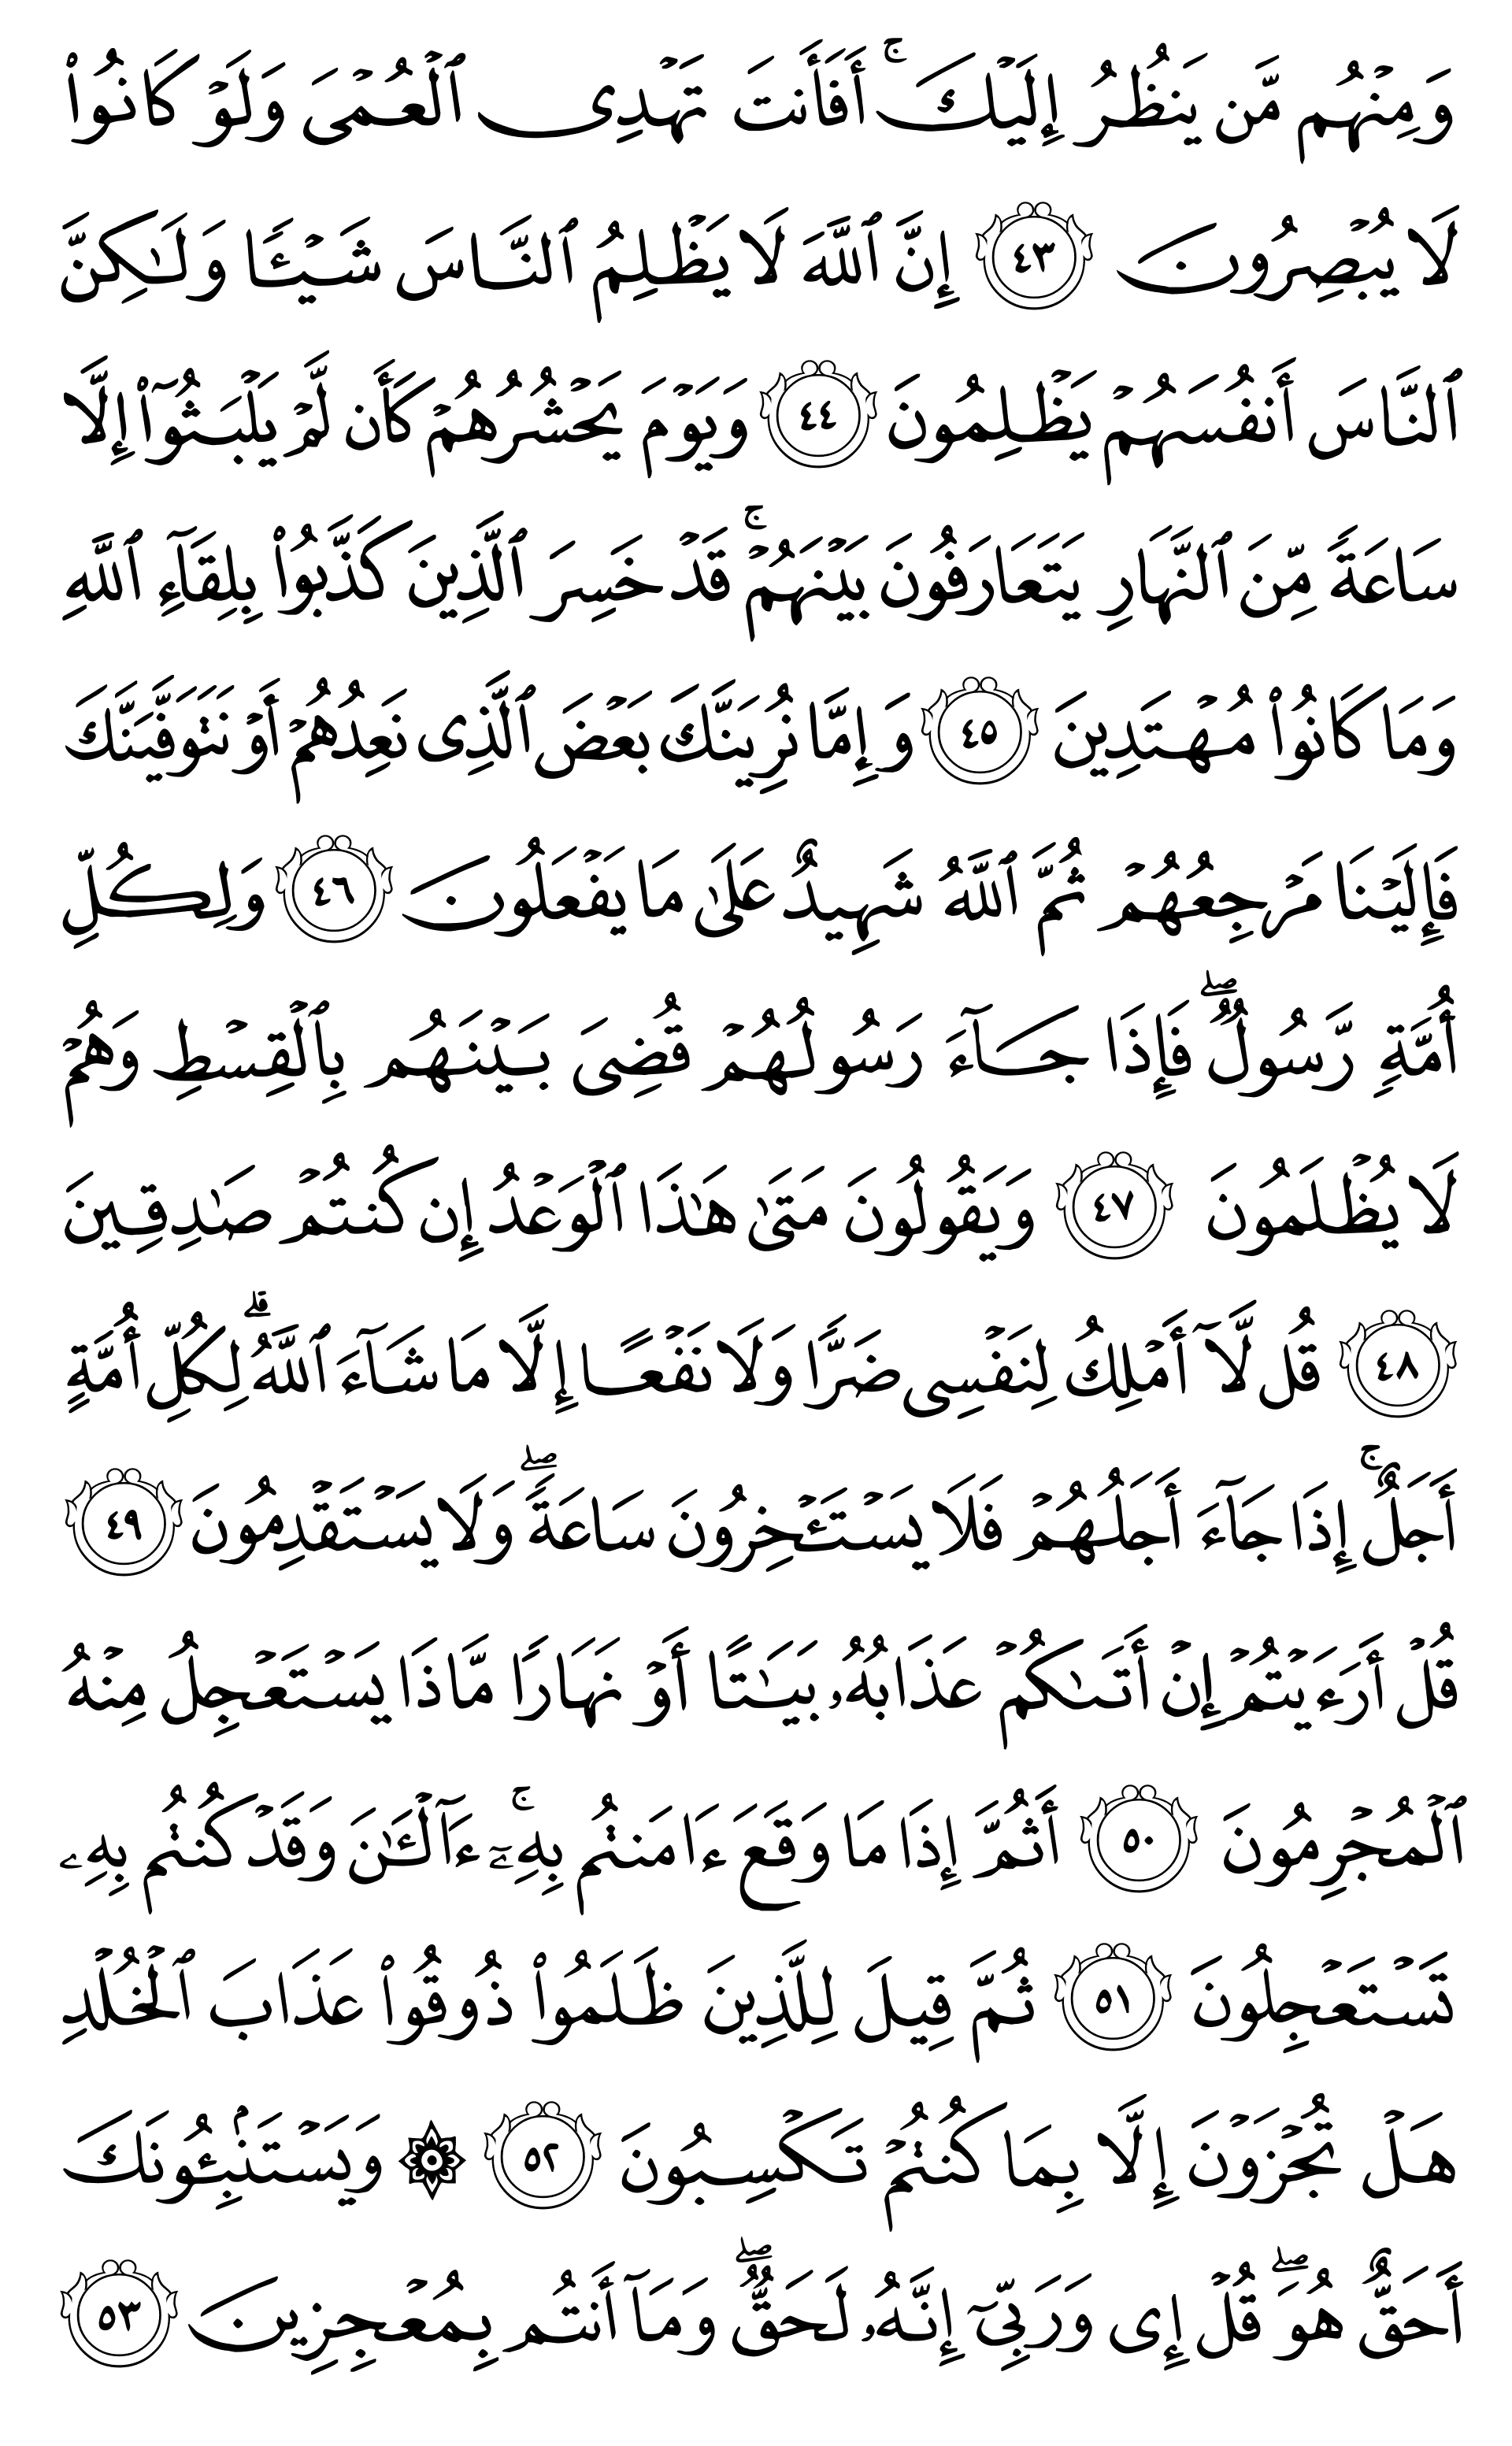 وَمِنْهُم مَّن يَنظُرُ إِلَيْكَ ۚ أَفَأَنتَ تَهْدِى ٱلْعُمْىَ وَلَوْ كَانُوا۟
لَا يُبْصِرُونَ ٤٣ إِنَّ ٱللَّهَ لَا يَظْلِمُ ٱلنَّاسَ شَيْـًٔا وَلَـٰكِنَّ
ٱلنَّاسَ أَنفُسَهُمْ يَظْلِمُونَ ٤٤ وَيَوْمَ يَحْشُرُهُمْ كَأَن لَّمْ يَلْبَثُوٓا۟ إِلَّا
سَاعَةً مِّنَ ٱلنَّهَارِ يَتَعَارَفُونَ بَيْنَهُمْ ۚ قَدْ خَسِرَ ٱلَّذِينَ كَذَّبُوا۟ بِلِقَآءِ ٱللَّهِ
وَمَا كَانُوا۟ مُهْتَدِينَ ٤٥ وَإِمَّا نُرِيَنَّكَ بَعْضَ ٱلَّذِى نَعِدُهُمْ أَوْ نَتَوَفَّيَنَّكَ
فَإِلَيْنَا مَرْجِعُهُمْ ثُمَّ ٱللَّهُ شَهِيدٌ عَلَىٰ مَا يَفْعَلُونَ ٤٦ وَلِكُلِّ
أُمَّةٍ رَّسُولٌ ۖ فَإِذَا جَآءَ رَسُولُهُمْ قُضِىَ بَيْنَهُم بِٱلْقِسْطِ وَهُمْ
لَا يُظْلَمُونَ ٤٧ وَيَقُولُونَ مَتَىٰ هَـٰذَا ٱلْوَعْدُ إِن كُنتُمْ صَـٰدِقِينَ
٤٨ قُل لَّآ أَمْلِكُ لِنَفْسِى ضَرًّا وَلَا نَفْعًا إِلَّا مَا شَآءَ ٱللَّهُ ۗ لِكُلِّ أُمَّةٍ
أَجَلٌ ۚ إِذَا جَآءَ أَجَلُهُمْ فَلَا يَسْتَـْٔخِرُونَ سَاعَةً ۖ وَلَا يَسْتَقْدِمُونَ ٤٩
قُلْ أَرَءَيْتُمْ إِنْ أَتَىٰكُمْ عَذَابُهُۥ بَيَـٰتًا أَوْ نَهَارًا مَّاذَا يَسْتَعْجِلُ مِنْهُ
ٱلْمُجْرِمُونَ ٥٠ أَثُمَّ إِذَا مَا وَقَعَ ءَامَنتُم بِهِۦٓ ۚ ءَآلْـَٔـٰنَ وَقَدْ كُنتُم بِهِۦ
تَسْتَعْجِلُونَ ٥١ ثُمَّ قِيلَ لِلَّذِينَ ظَلَمُوا۟ ذُوقُوا۟ عَذَابَ ٱلْخُلْدِ
هَلْ تُجْزَوْنَ إِلَّا بِمَا كُنتُمْ تَكْسِبُونَ ٥٢ ۞ وَيَسْتَنۢبِـُٔونَكَ
أَحَقٌّ هُوَ ۖ قُلْ إِى وَرَبِّىٓ إِنَّهُۥ لَحَقٌّ ۖ وَمَآ أَنتُم بِمُعْجِزِينَ ٥٣